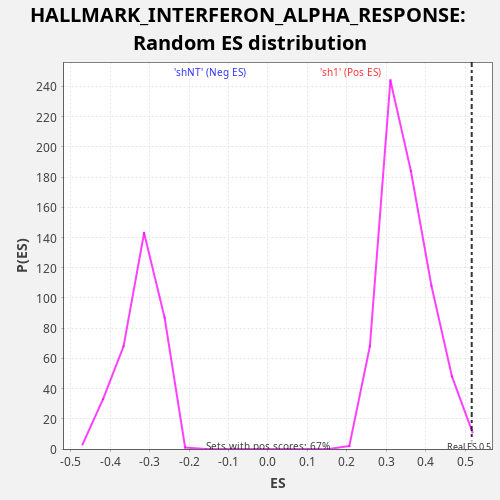 HALLMARK_INTERFERON_ALPHA_RESPONSE:
Random ES distribution
'shNT' (Neg ES) 'sh1' (Pos ES)
240
220
200
180
160
140
120
100
80
60
40
20
0
P(ES)
Sets with pos scores: 67%
Real ES 0.5
-0.5 -0.4 -0.3 -0.2 -0.1 0.0 0.1 0.2 0.3 0.4 0.5
ES